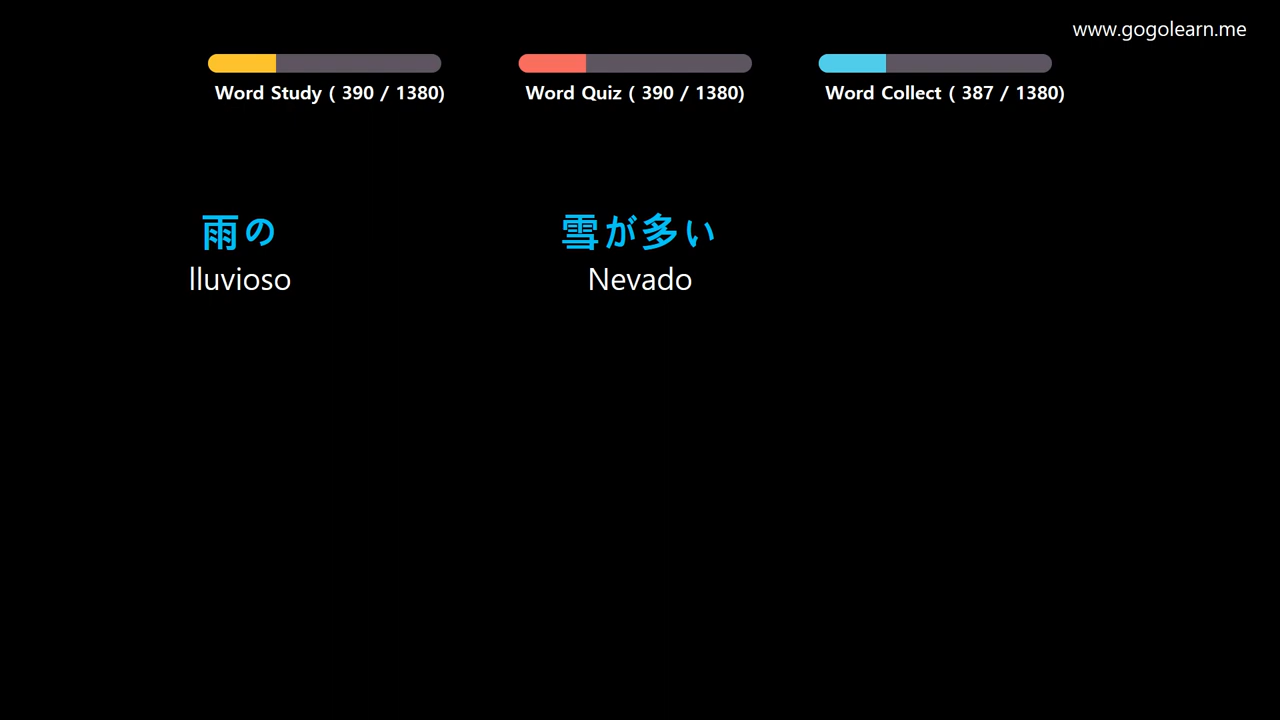 www.gogolearn.me
Word Study ( 390 / 1380)
Word Quiz ( 390 / 1380)
Word Collect ( 387 / 1380)
雨の
lluvioso
雪が多い
Nevado